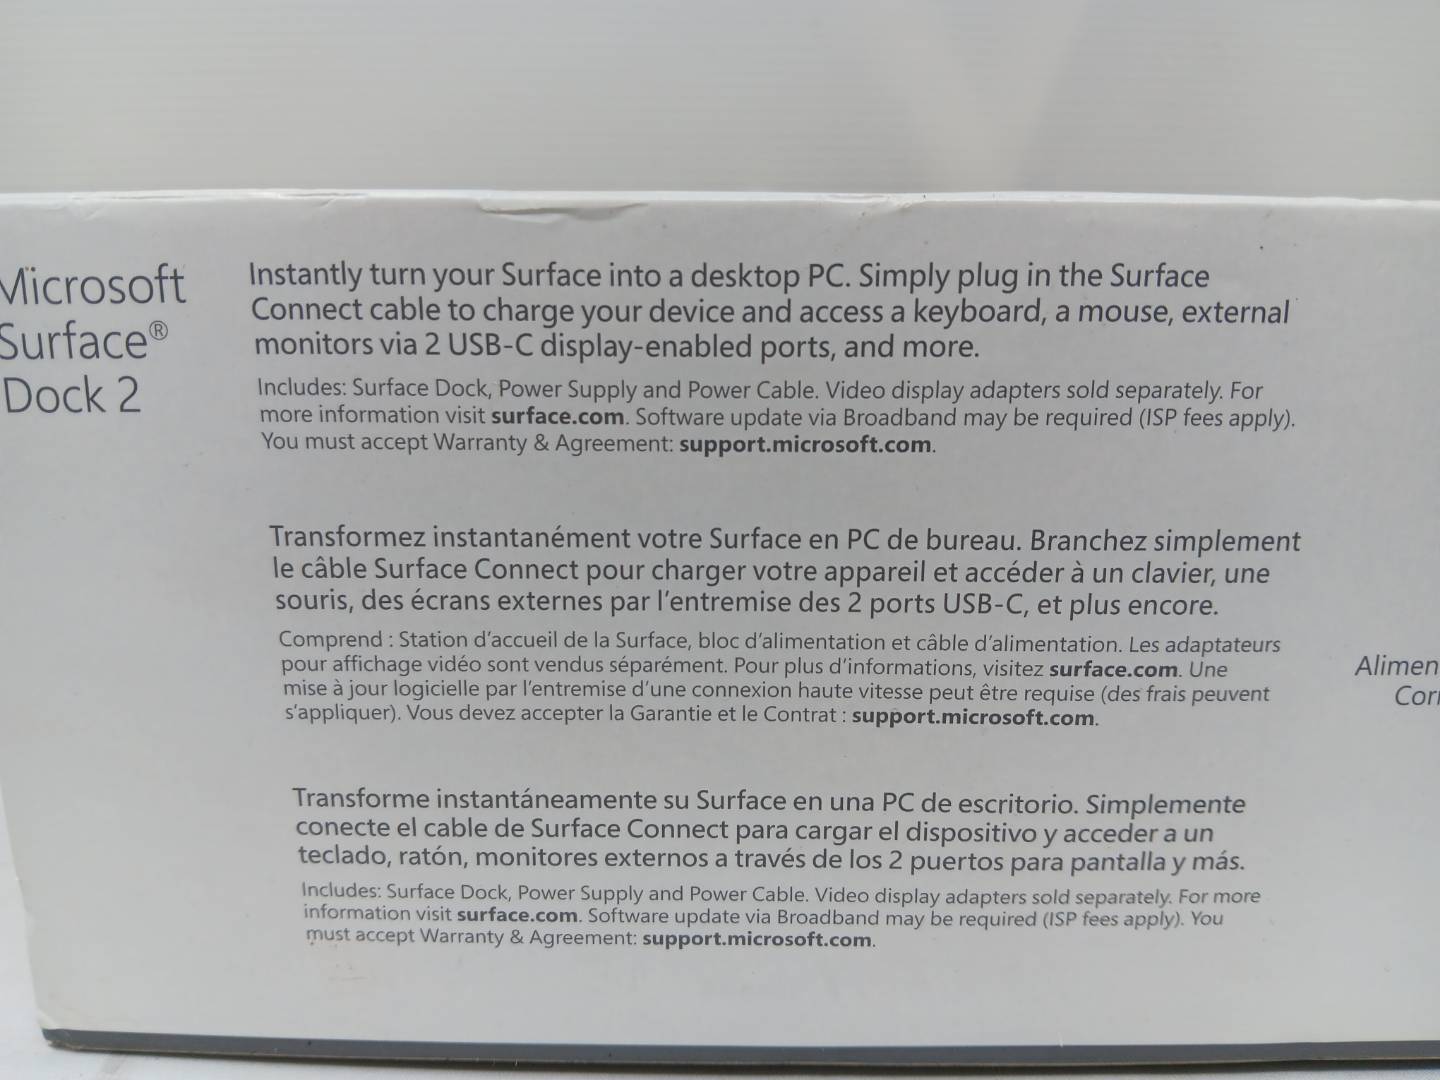 Microsoft
Surface®
Dock 2
Instantly turn your Surface into a desktop PC. Simply plug in the Surface
Connect cable to charge your device and access a keyboard, a mouse, external
monitors via 2 USB-C display-enabled ports, and more.
Includes: Surface Dock, Power Supply and Power Cable. Video display adapters sold separately. For
more information visit surface.com. Software update via Broadband may be required (ISP fees apply).
You must accept Warranty & Agreement: support.microsoft.com.
Transformez instantanément votre Surface en PC de bureau. Branchez simplement
le câble Surface Connect pour charger votre appareil et accéder à un clavier, une
souris, des écrans externes par l'entremise des 2 ports USB-C, et plus encore.
Comprend : Station d'accueil de la Surface, bloc d'alimentation et câble d'alimentation. Les adaptateurs
pour affichage vidéo sont vendus séparément. Pour plus d'informations, visitez surface.com. Une
mise à jour logicielle par l'entremise d'une connexion haute vitesse peut être requise (des frais peuvent
s'appliquer). Vous devez accepter la Garantie et le Contrat : support.microsoft.com.
Transforme instantáneamente su Surface en una PC de escritorio. Simplemente
conecte el cable de Surface Connect para cargar el dispositivo y acceder a un
teclado, ratón, monitores externos a través de los 2 puertos para pantalla y más.
Includes: Surface Dock, Power Supply and Power Cable. Video display adapters sold separately. For more
information visit surface.com. Software update via Broadband may be required (ISP fees apply). You
must accept Warranty & Agreement: support.microsoft.com.
Alimen